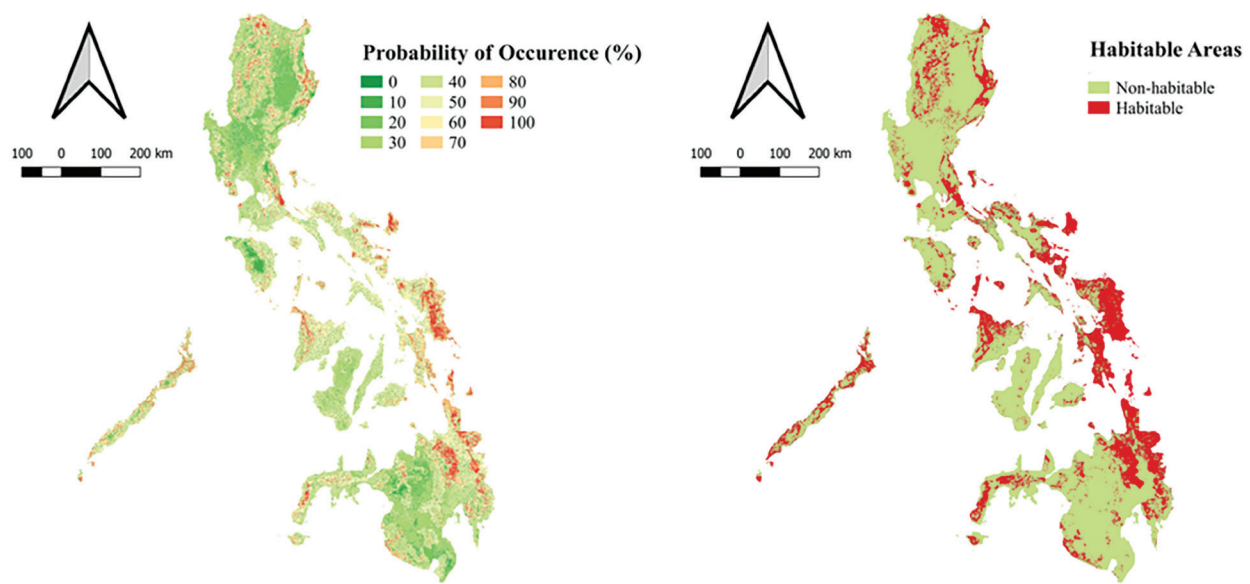 Probability of Occurence (%)
0 40 80
10 50 90
20 60 100
30 70
100 0 100 200 km
Habitable Areas
Non-habitable
Habitable
100 0 100 200 km